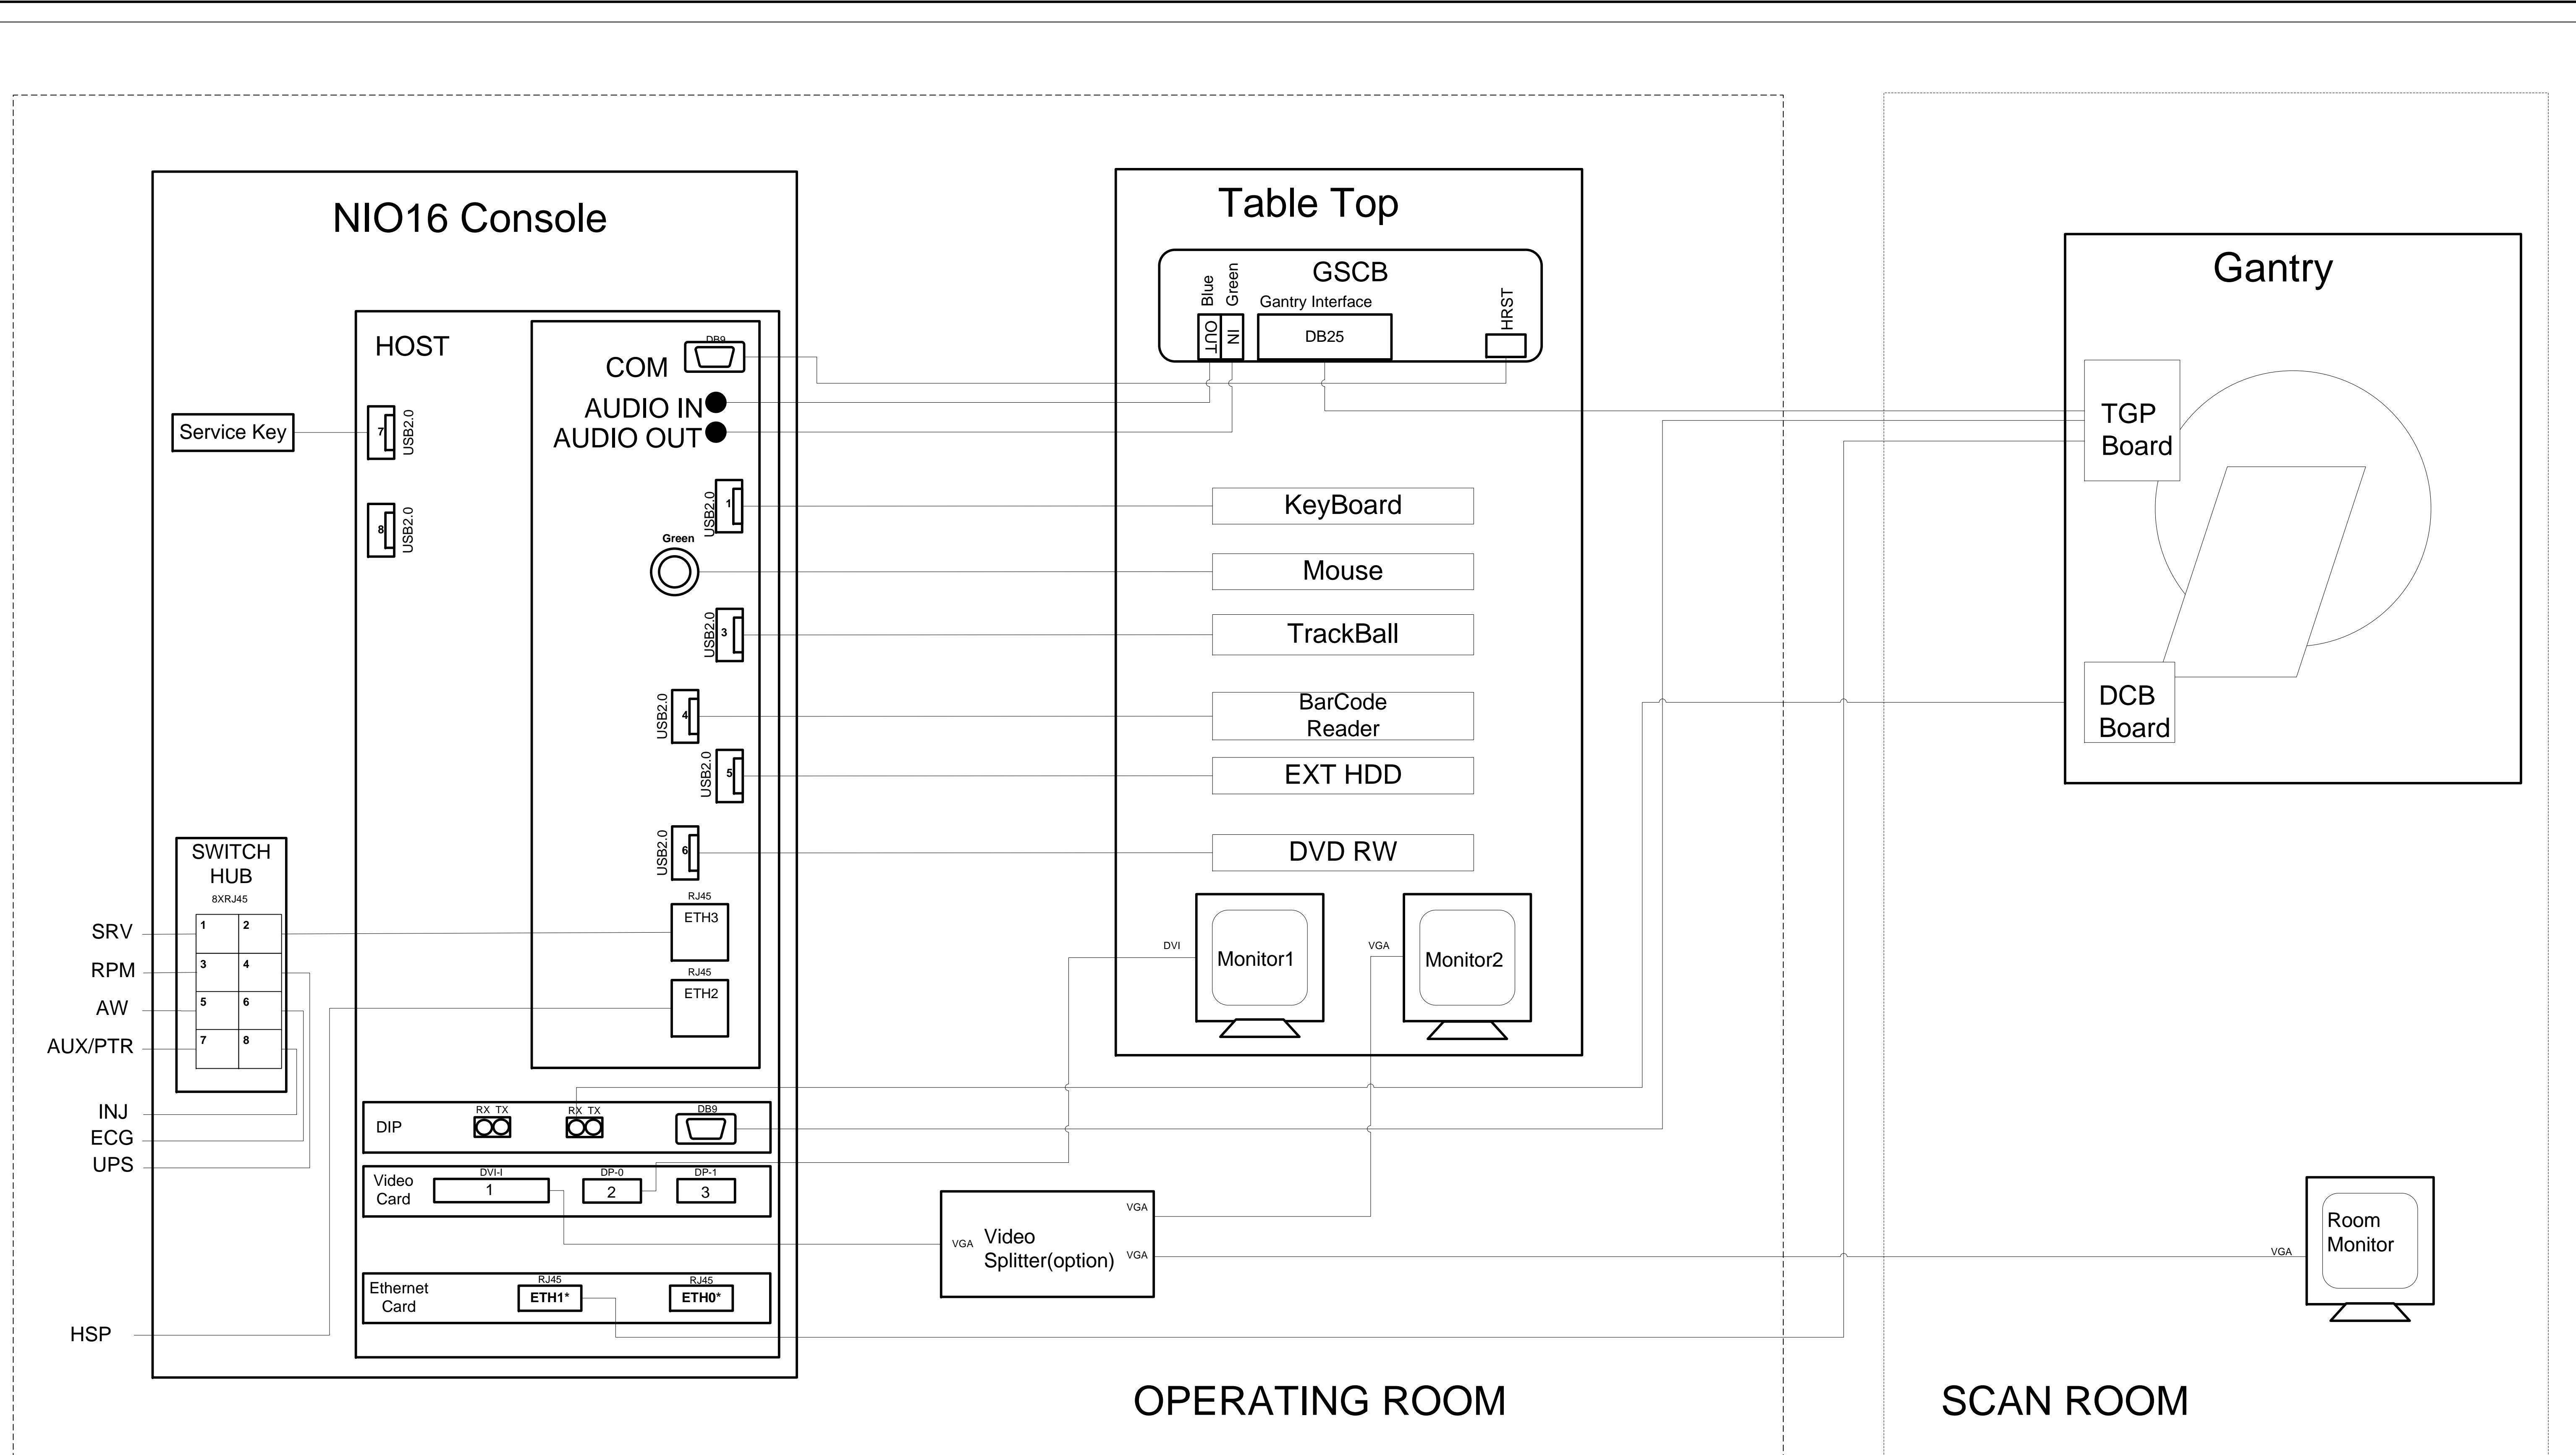 NIO16 Console
HOST
DB9
COM
AUDIO IN
AUDIO OUT
Service Key
7
USB2.0
8
USB2.0
1
USB2.0
Green
3
USB2.0
4
USB2.0
5
USB2.0
6
USB2.0
RJ45
ETH3
RJ45
ETH2
SWITCH
HUB
8XRJ45
1
2
3
4
5
6
7
8
SRV
RPM
AW
AUX/PTR
INJ
ECG
UPS
HSP
DIP
RX TX
RX TX
DB9
Video
Card
DVI-I
1
DP-0
2
DP-1
3
Ethernet
Card
RJ45
ETH1*
RJ45
ETH0*
Table Top
GSCB
Blue
Green
OUT
IN
Gantry Interface
DB25
HRST
KeyBoard
Mouse
TrackBall
BarCode
Reader
EXT HDD
DVD RW
DVI
Monitor1
VGA
Monitor2
VGA
Video
Splitter(option)
VGA
VGA
OPERATING ROOM
Gantry
TGP
Board
DCB
Board
VGA
Room
Monitor
SCAN ROOM